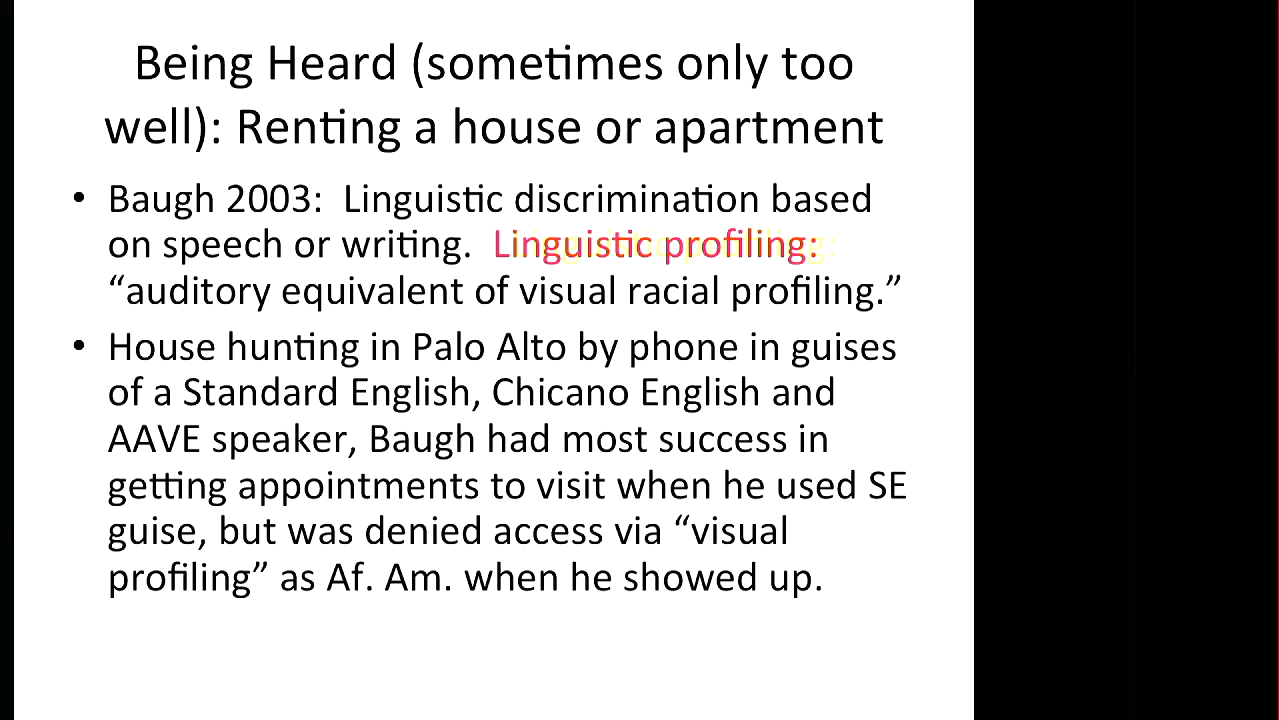 Being Heard (sometimes only too
well): Renting a house or apartment
• Baugh 2003:  Linguistic discrimination based
on speech or writing.  Linguistic profiling:
“auditory equivalent of visual racial profiling.”
• House hunting in Palo Alto by phone in guises
of a Standard English, Chicano English and
AAVE speaker, Baugh had most success in
getting appointments to visit when he used SE
guise, but was denied access via “visual
profiling” as Af. Am. when he showed up.